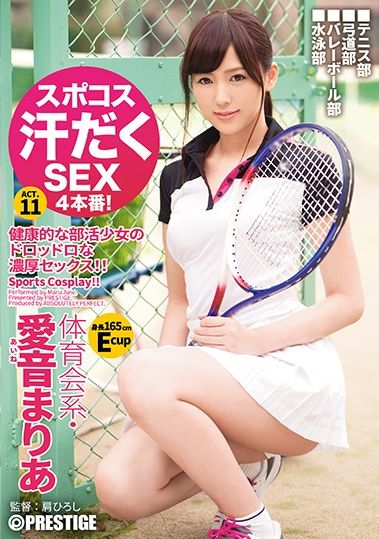 ■テニス部
■弓道部
■バレーボール部
■水泳部
スポコス
汗だく
SEX
4本番!
ACT.
11
健康的な部活少女の
ドロッドロな
濃厚セックス!!
Sports Cosplay!!
Performed by Maria Aine.
Presented by PRESTIGE.
Produced by ABSOLUTELY PERFECT.
身長165cm
Ecup
体育会系・
愛音まりあ
あいね
監督:肩ひろし
PRESTIGE